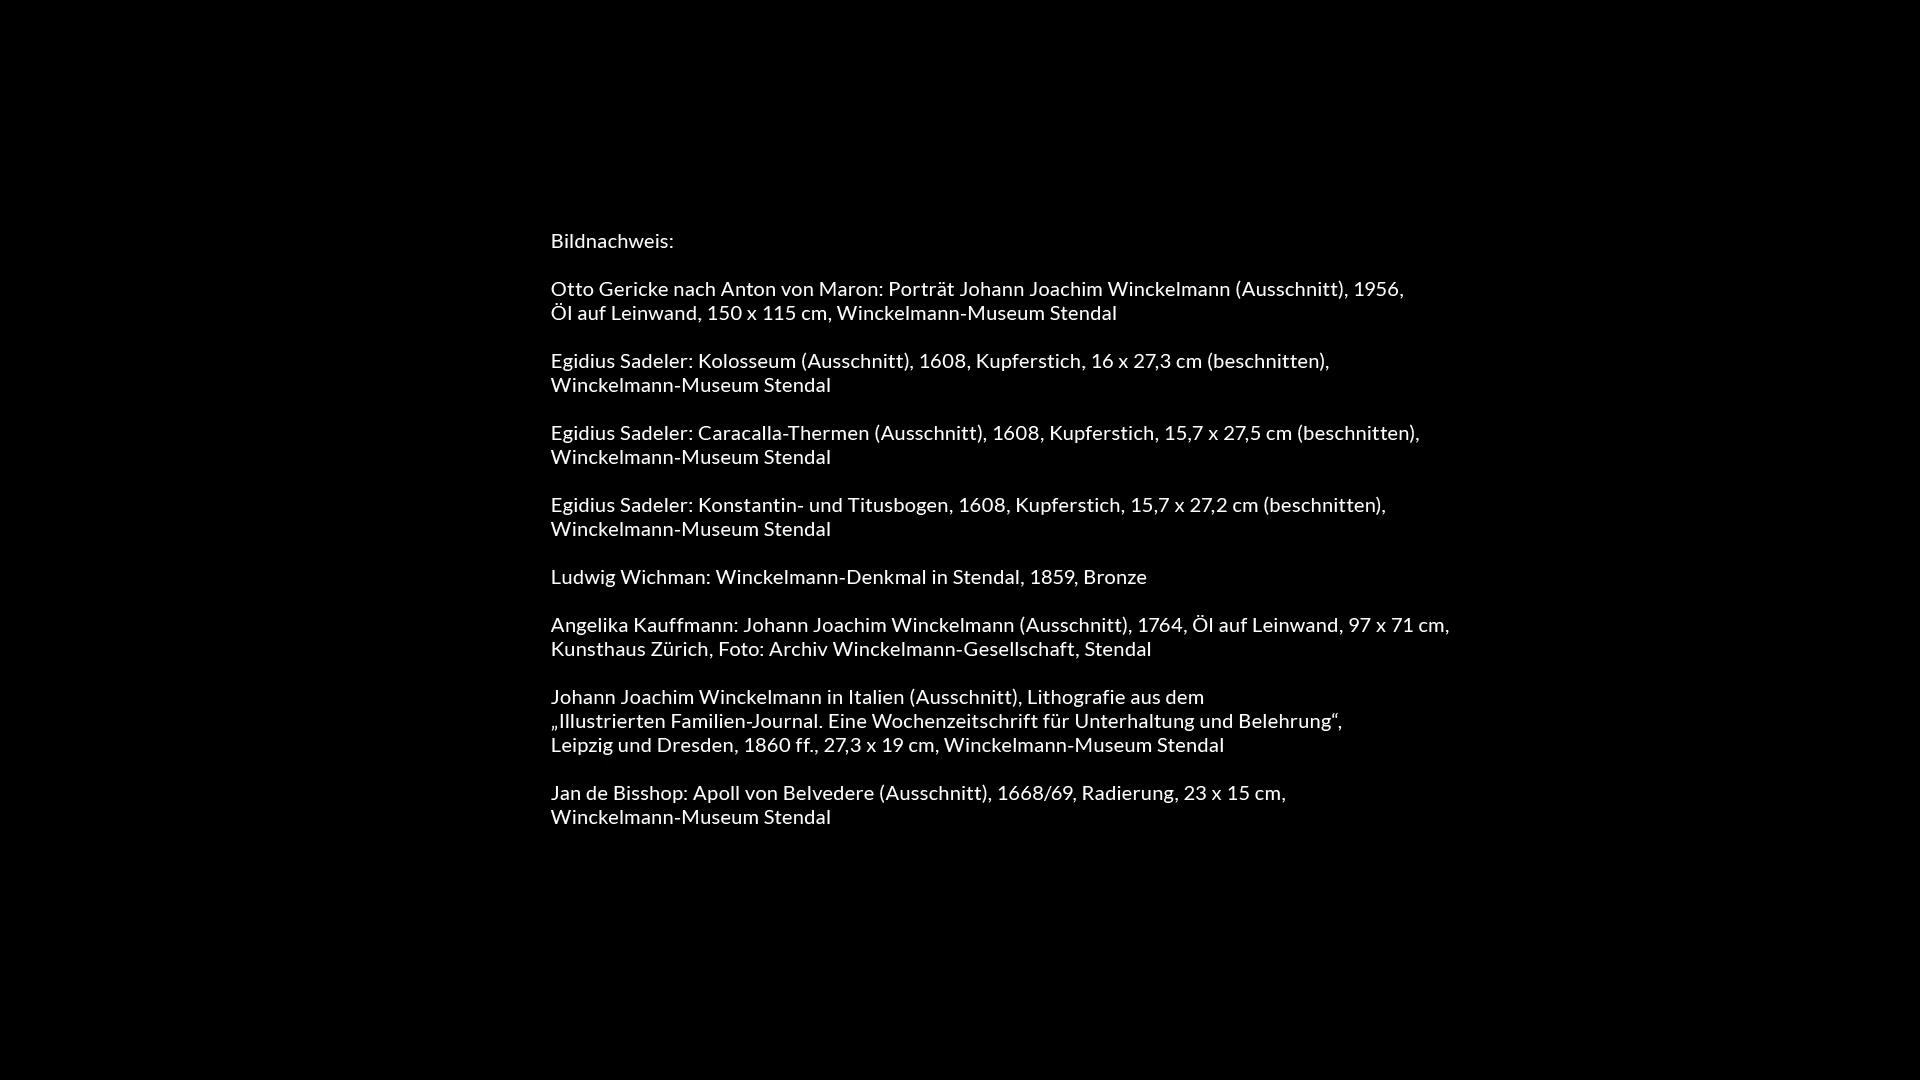 Bildnachweis:
Otto Gericke nach Anton von Maron: Porträt Johann Joachim Winckelmann (Ausschnitt), 1956,
Öl auf Leinwand, 150 x 115 cm, Winckelmann-Museum Stendal
Egidius Sadeler: Kolosseum (Ausschnitt), 1608, Kupferstich, 16 x 27,3 cm (beschnitten),
Winckelmann-Museum Stendal
Egidius Sadeler: Caracalla-Thermen (Ausschnitt), 1608, Kupferstich, 15,7 x 27,5 cm (beschnitten),
Winckelmann-Museum Stendal
Egidius Sadeler: Konstantin- und Titusbogen, 1608, Kupferstich, 15,7 x 27,2 cm (beschnitten),
Winckelmann-Museum Stendal
Ludwig Wichman: Winckelmann-Denkmal in Stendal, 1859, Bronze
Angelika Kauffmann: Johann Joachim Winckelmann (Ausschnitt), 1764, Öl auf Leinwand, 97 x 71 cm,
Kunsthaus Zürich, Foto: Archiv Winckelmann-Gesellschaft, Stendal
Johann Joachim Winckelmann in Italien (Ausschnitt), Lithografie aus dem
„Illustrierten Familien-Journal. Eine Wochenzeitschrift für Unterhaltung und Belehrung“,
Leipzig und Dresden, 1860 ff., 27,3 x 19 cm, Winckelmann-Museum Stendal
Jan de Bisshop: Apoll von Belvedere (Ausschnitt), 1668/69, Radierung, 23 x 15 cm,
Winckelmann-Museum Stendal